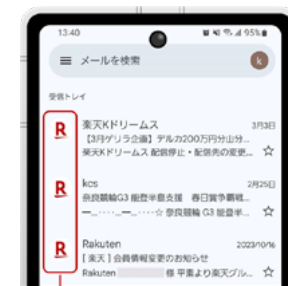 13:40
95%
メールを検索
k
受信トレイ
R
楽天Kドリームス
3月3日
【3月ゲリラ企画】デルカ200万円分山分...
楽天Kドリームス 配信停止・配信先の変更...
R
kcs
2月25日
奈良競輪G3 能登半島支援 春日賞争覇戦...
━…‥‥…━…‥‥☆ 奈良競輪G3 能登半...
R
Rakuten
2023/10/16
[ 楽天 ] 会員情報変更のお知らせ
Rakuten 様 平素より楽天グル...